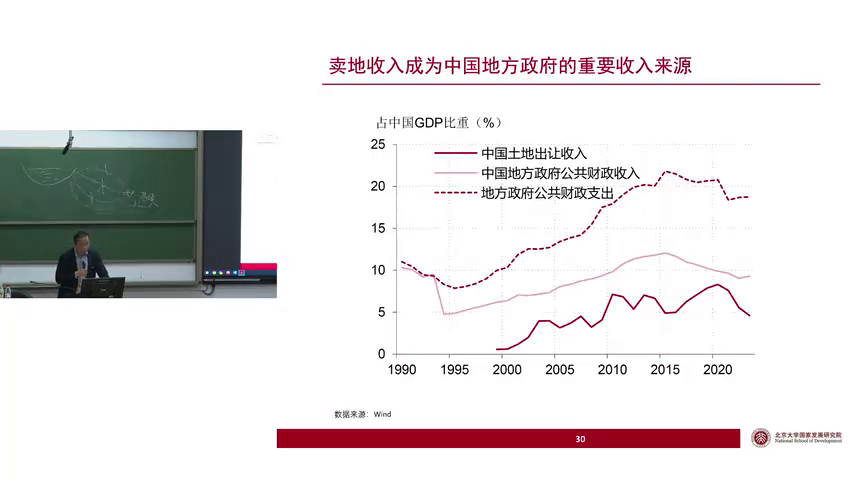 卖地收入成为中国地方政府的重要收入来源
占中国GDP比重（%）
25
20
15
10
5
0
中国土地出让收入
中国地方政府公共财政收入
地方政府公共财政支出
1990 1995 2000 2005 2010 2015 2020
数据来源：Wind
30
北京大学国家发展研究院
National School of Development